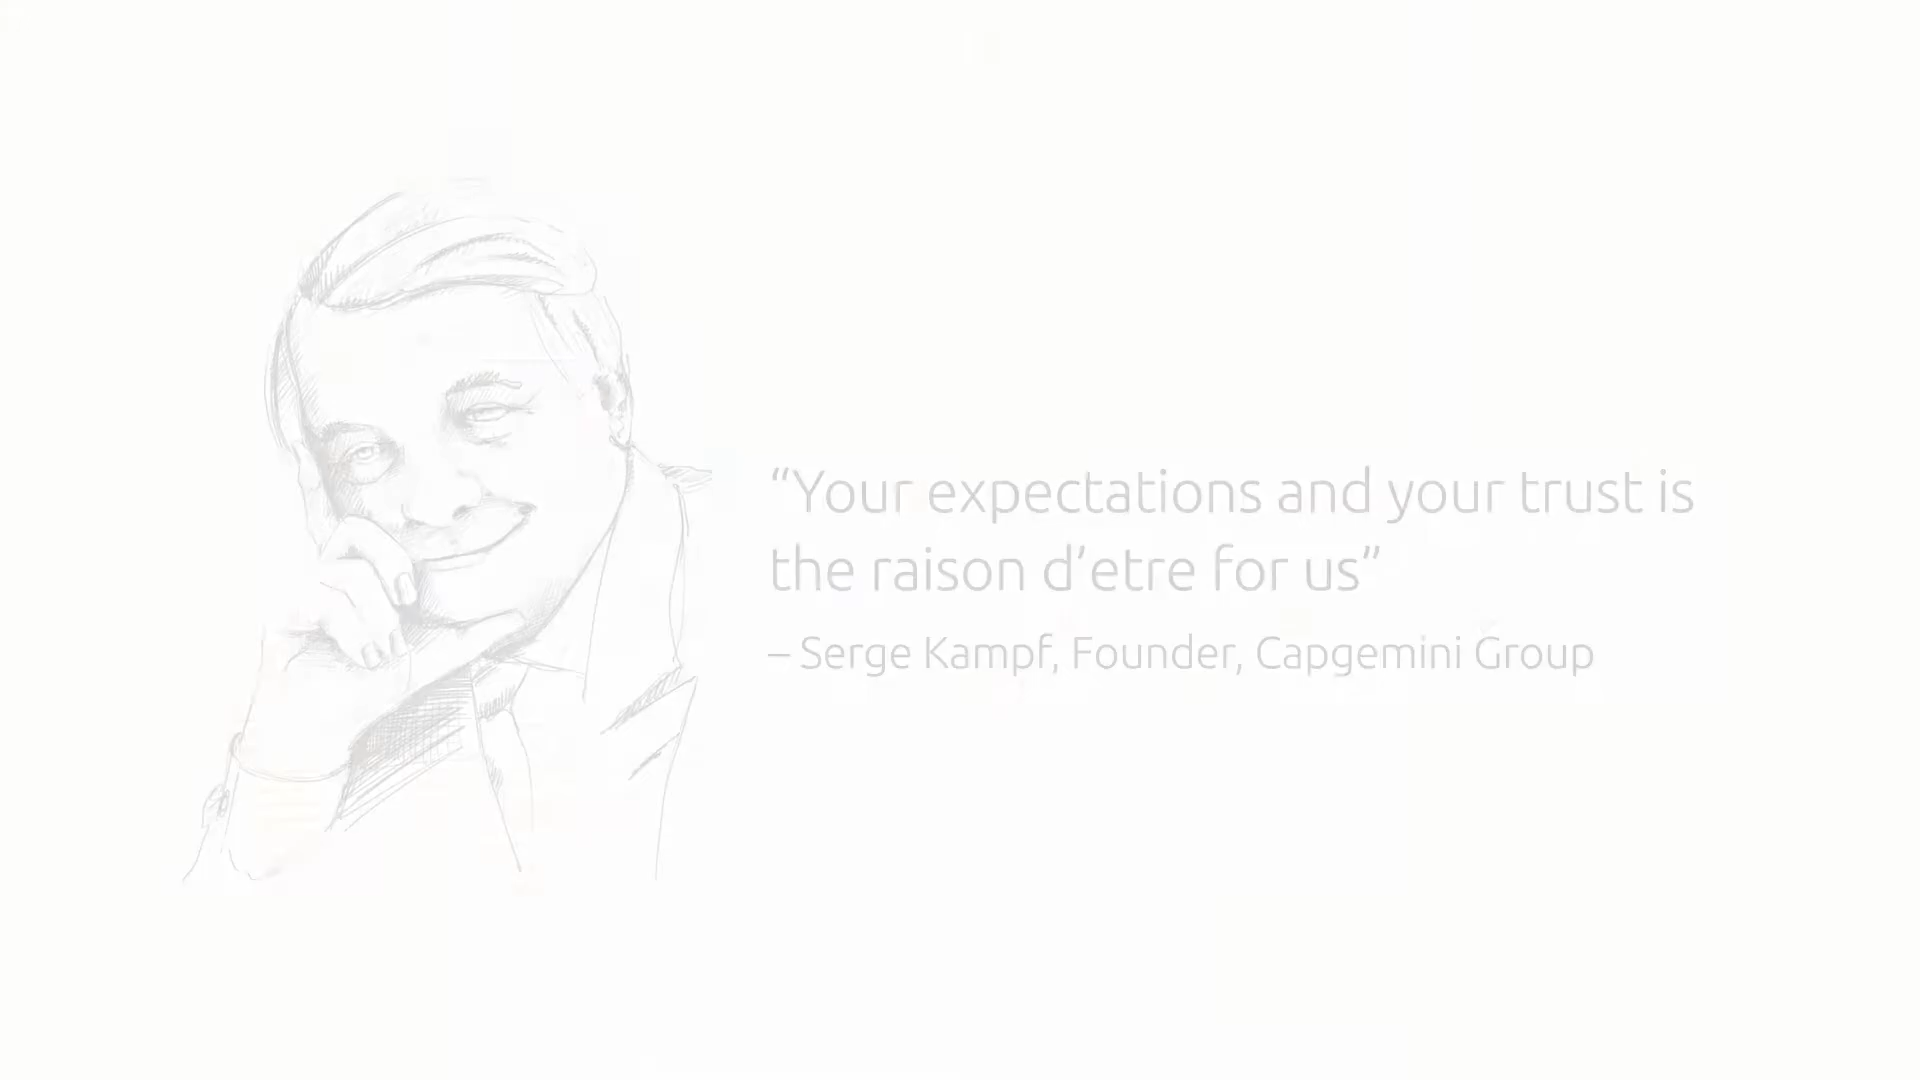 “Your expectations and your trust is
the raison d’etre for us”
– Serge Kampf, Founder, Capgemini Group